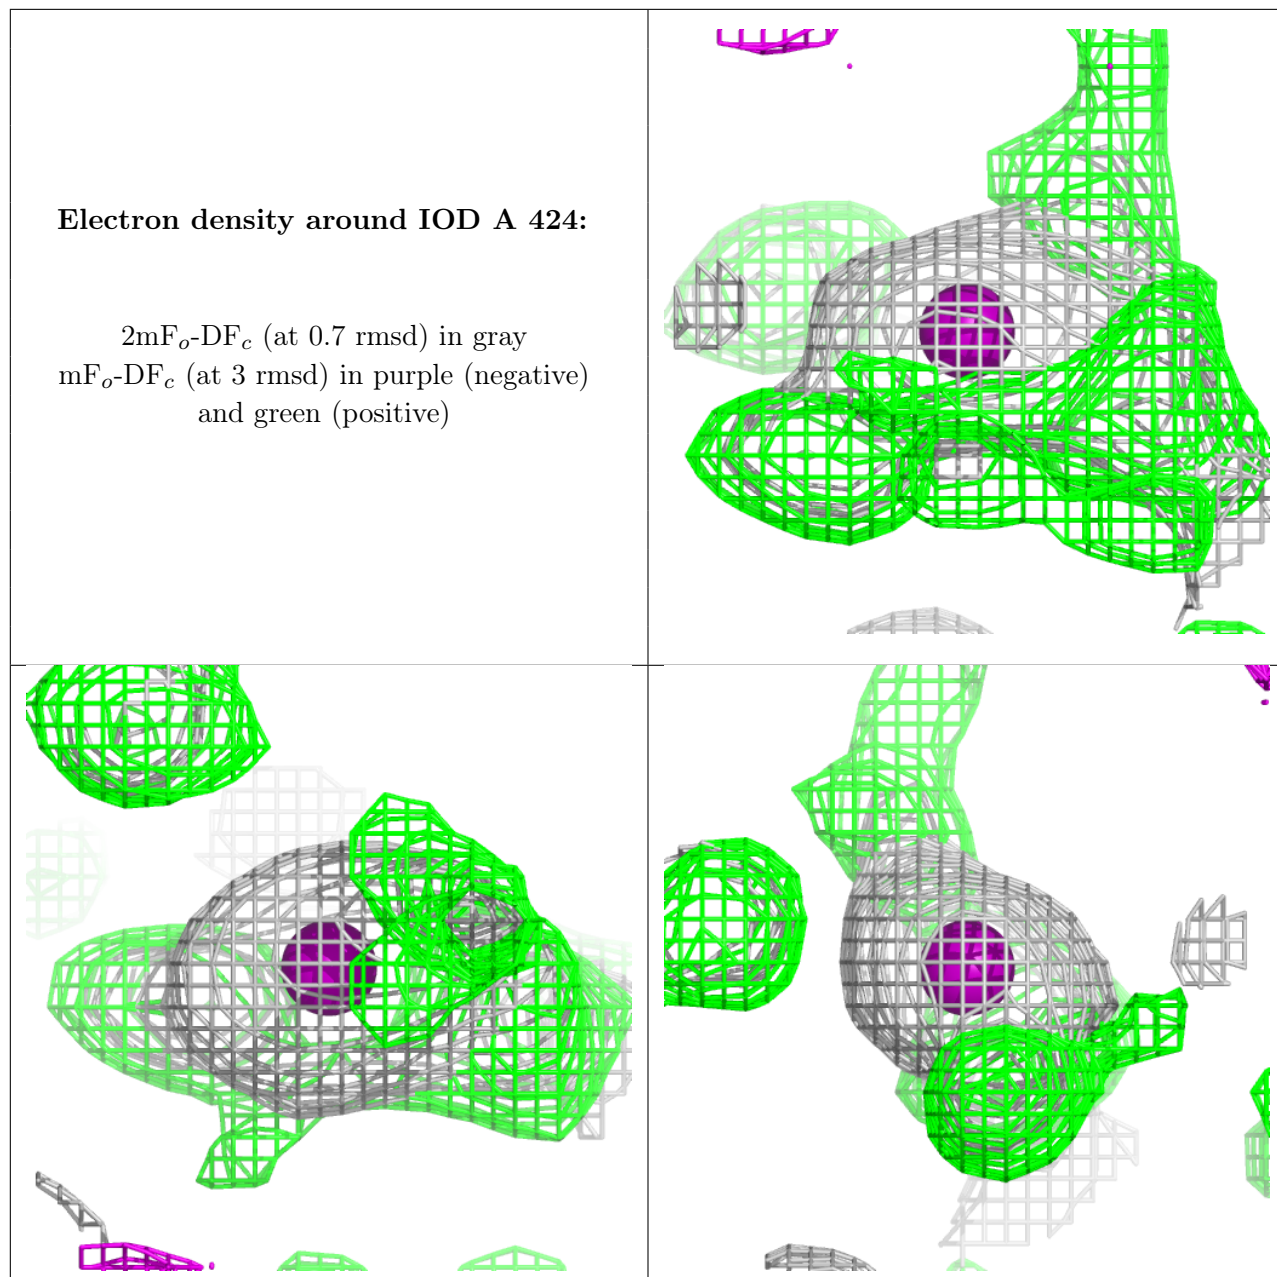 Electron density around IOD A 424:
2mFo-DFc (at 0.7 rmsd) in gray
mFo-DFc (at 3 rmsd) in purple (negative)
and green (positive)